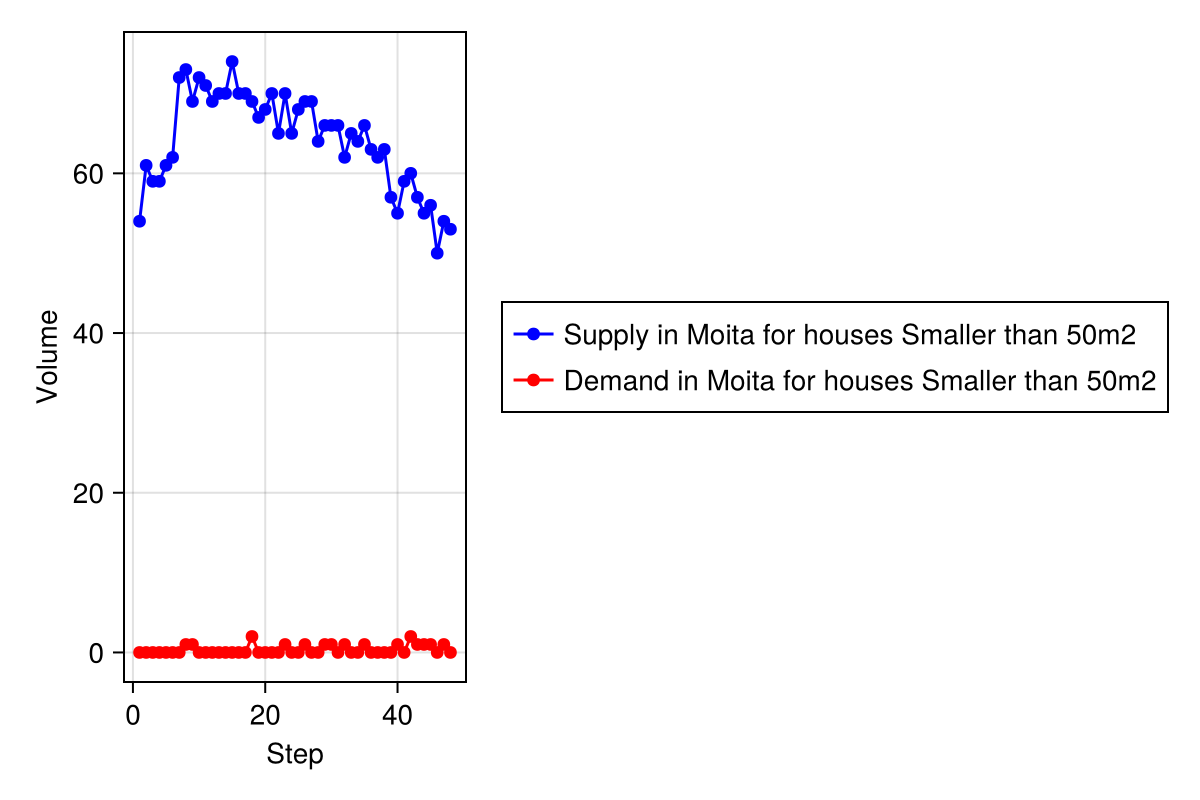 60
40
20
0
0 20 40
Volume
Step
Supply in Moita for houses Smaller than 50m2
Demand in Moita for houses Smaller than 50m2